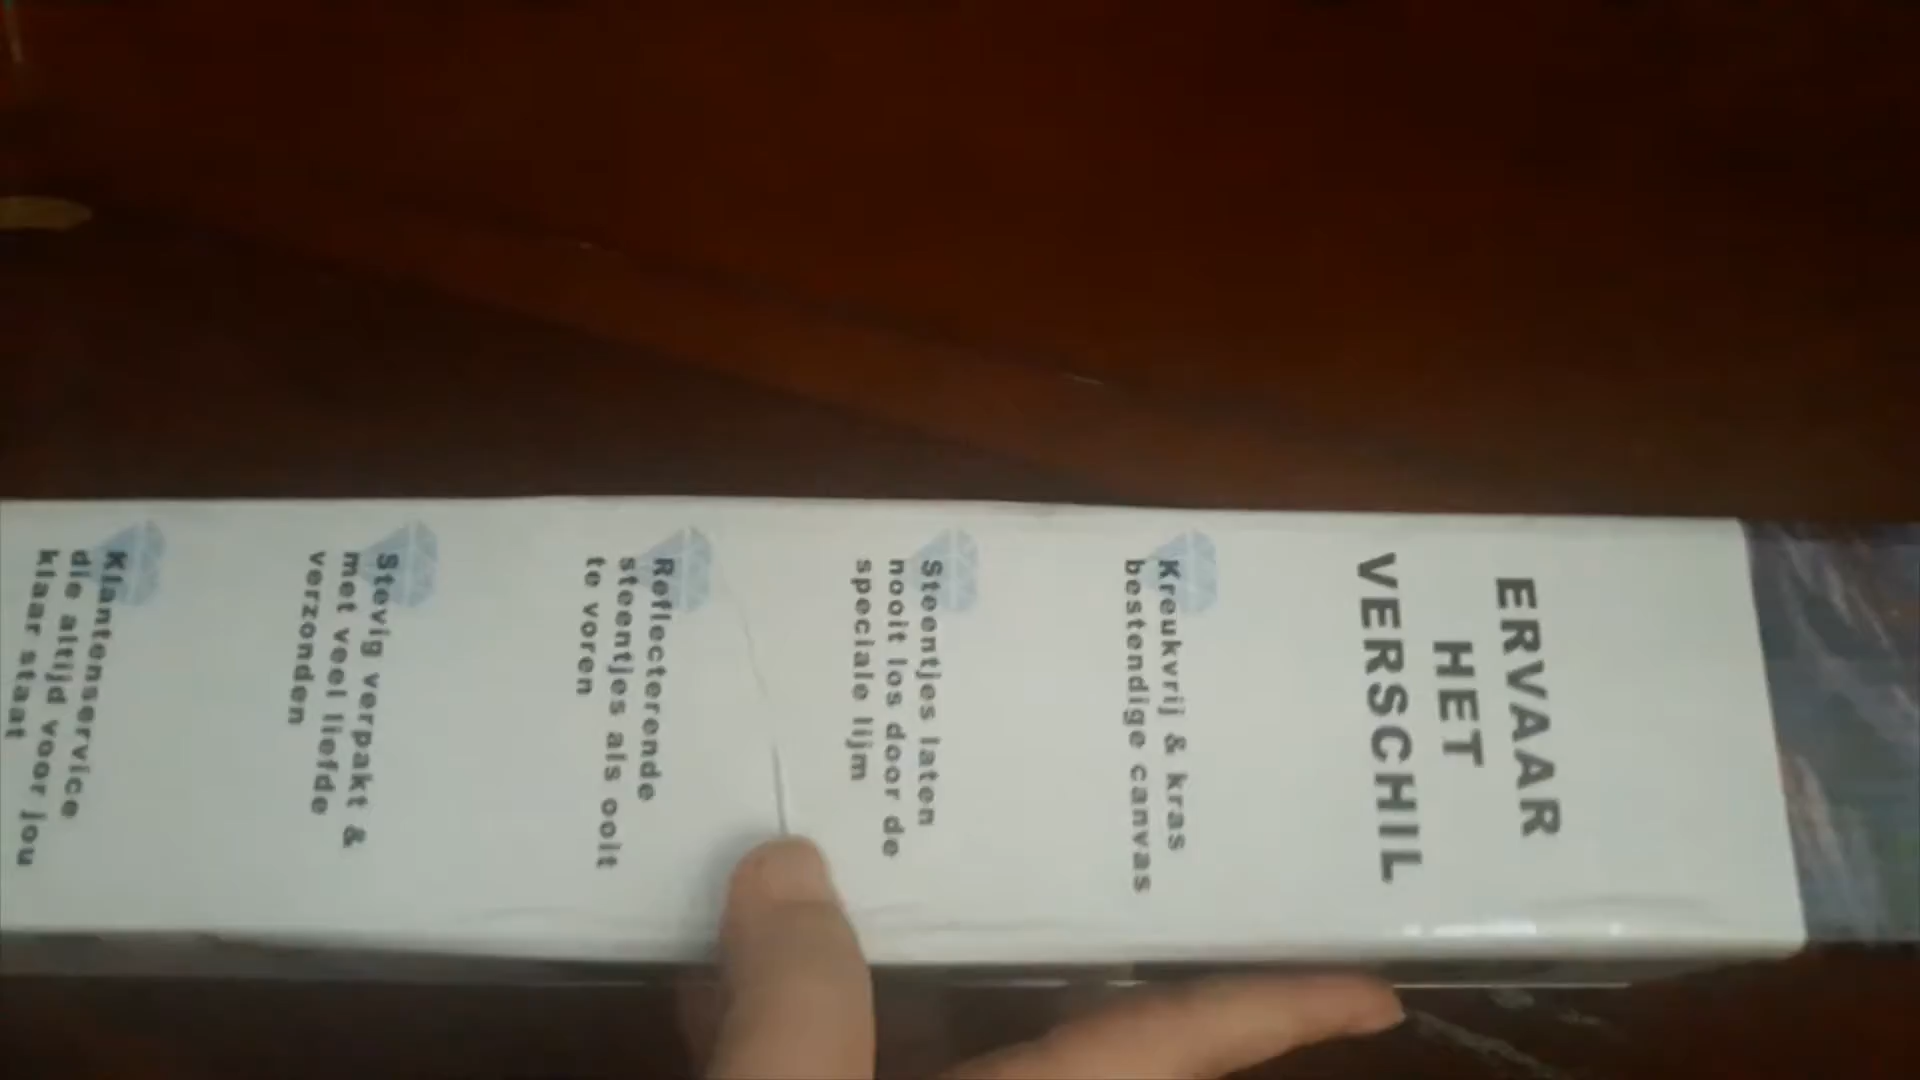 ERVAAR
HET
VERSCHIL
Kreukvrij & kras
bestendige canvas
Steentjes laten
nooit los door de
speciale lijm
Reflecterende
steentjes als ooit
te voren
Stevig verpakt &
met veel liefde
verzonden
Klantenservice
die altijd voor jou
klaar staat